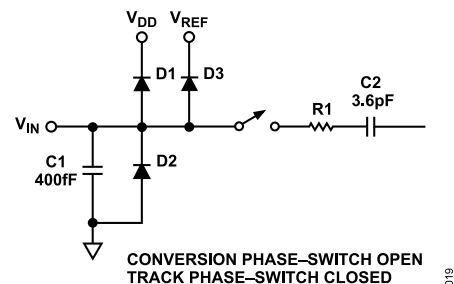 VDD
VREF
D1
D3
C2
3.6pF
R1
VIN
C1
400fF
D2
CONVERSION PHASE–SWITCH OPEN
TRACK PHASE–SWITCH CLOSED
019